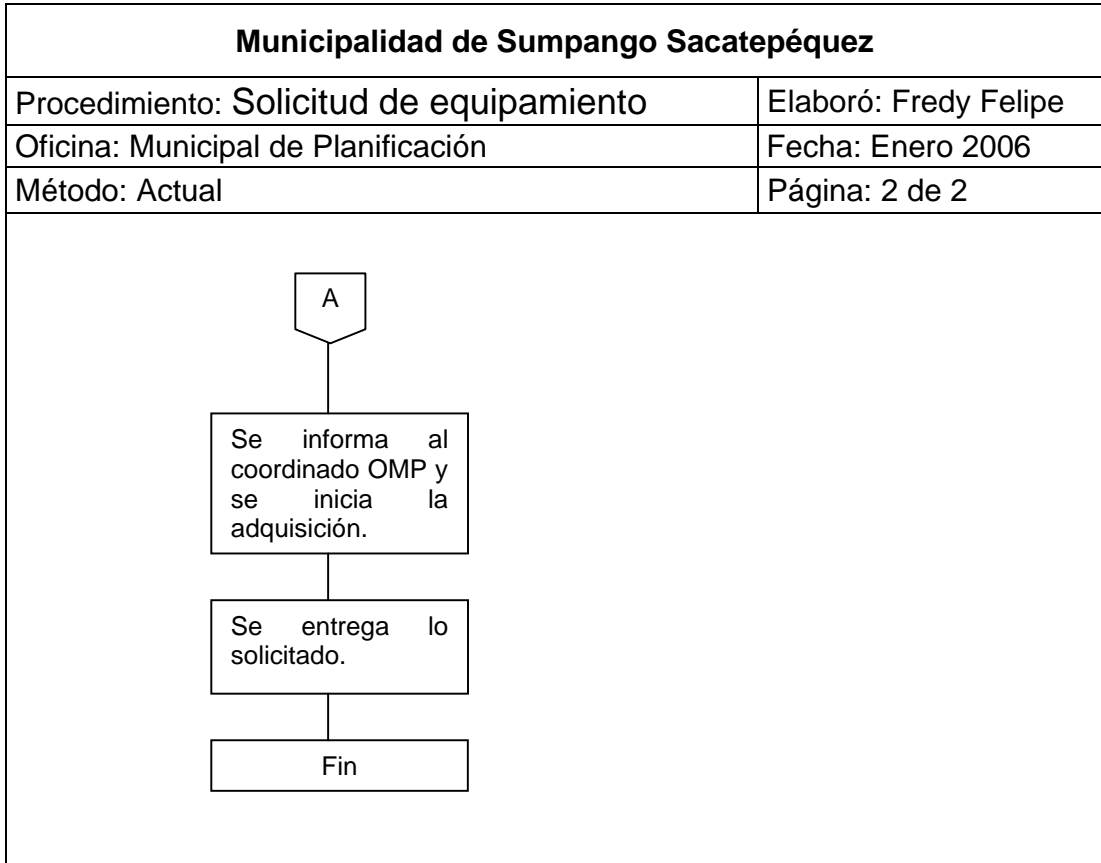 Municipalidad de Sumpango Sacatepéquez
Procedimiento: Solicitud de equipamiento
Elaboró: Fredy Felipe
Oficina: Municipal de Planificación
Fecha: Enero 2006
Método: Actual
Página: 2 de 2
A
Se informa al
coordinado OMP y
se inicia la
adquisición.
Se entrega lo
solicitado.
Fin